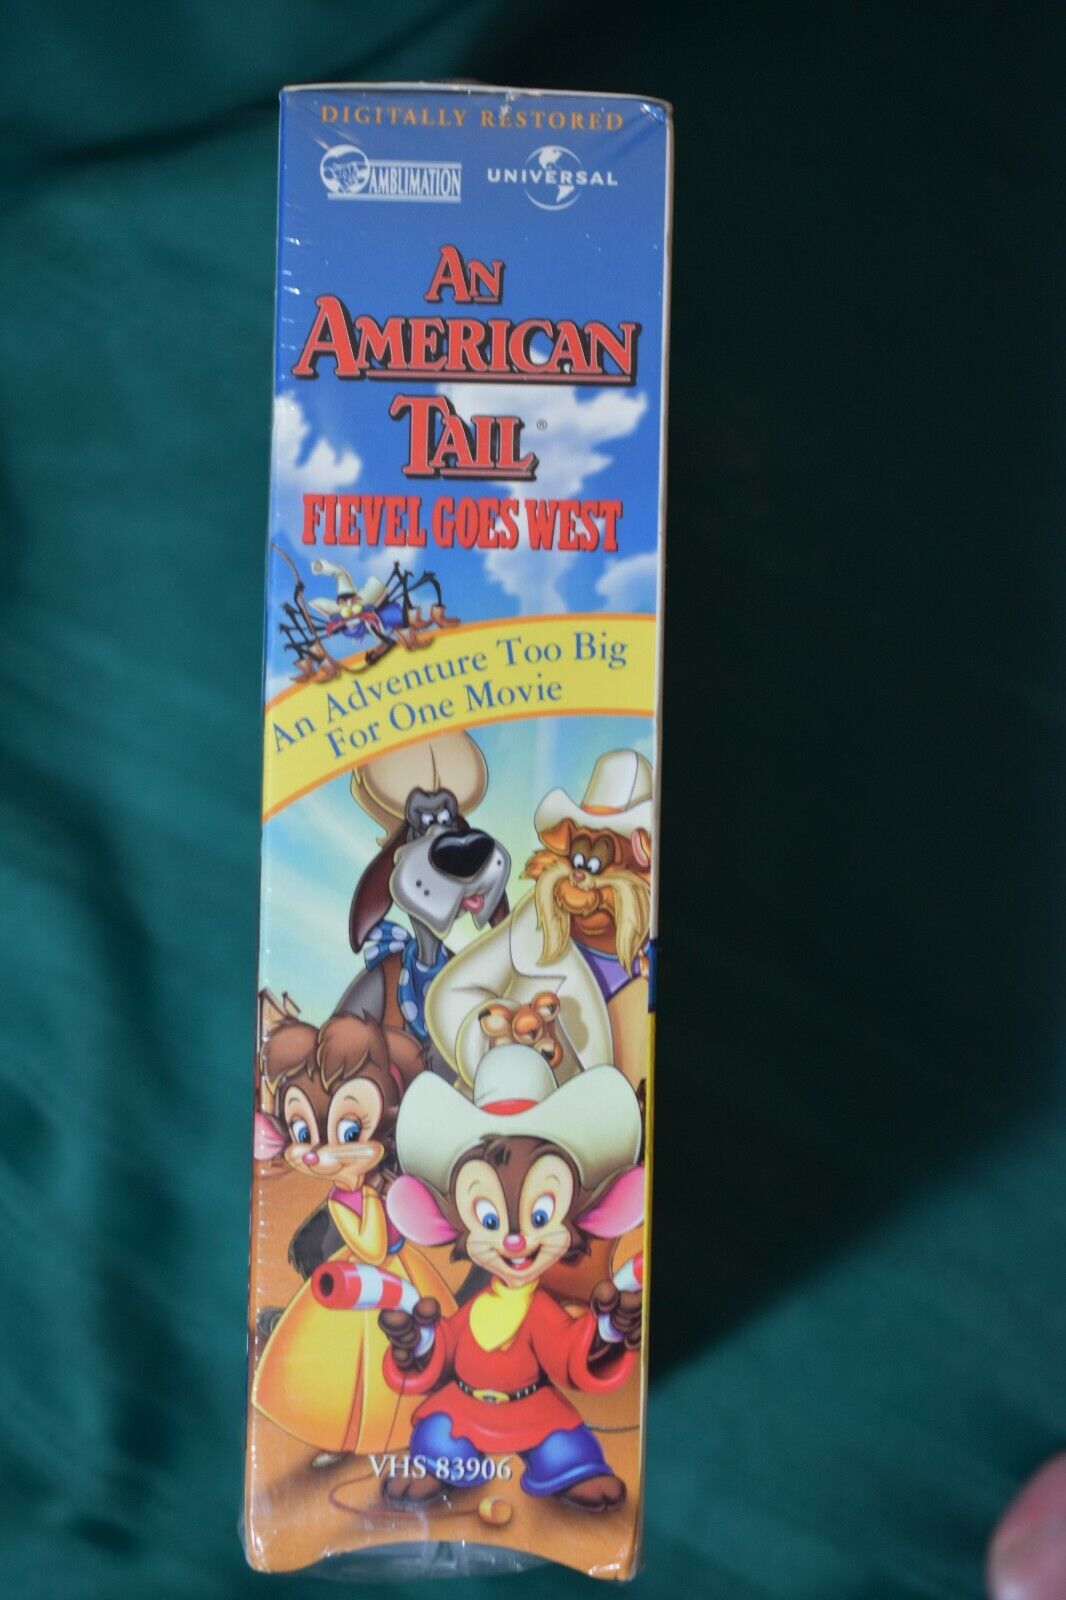 DIGITALLY RESTORED
AMBLIMATION UNIVERSAL
AN
AMERICAN
TAIL®
FIEVEL GOES WEST
An Adventure Too Big
For One Movie
VHS 83906